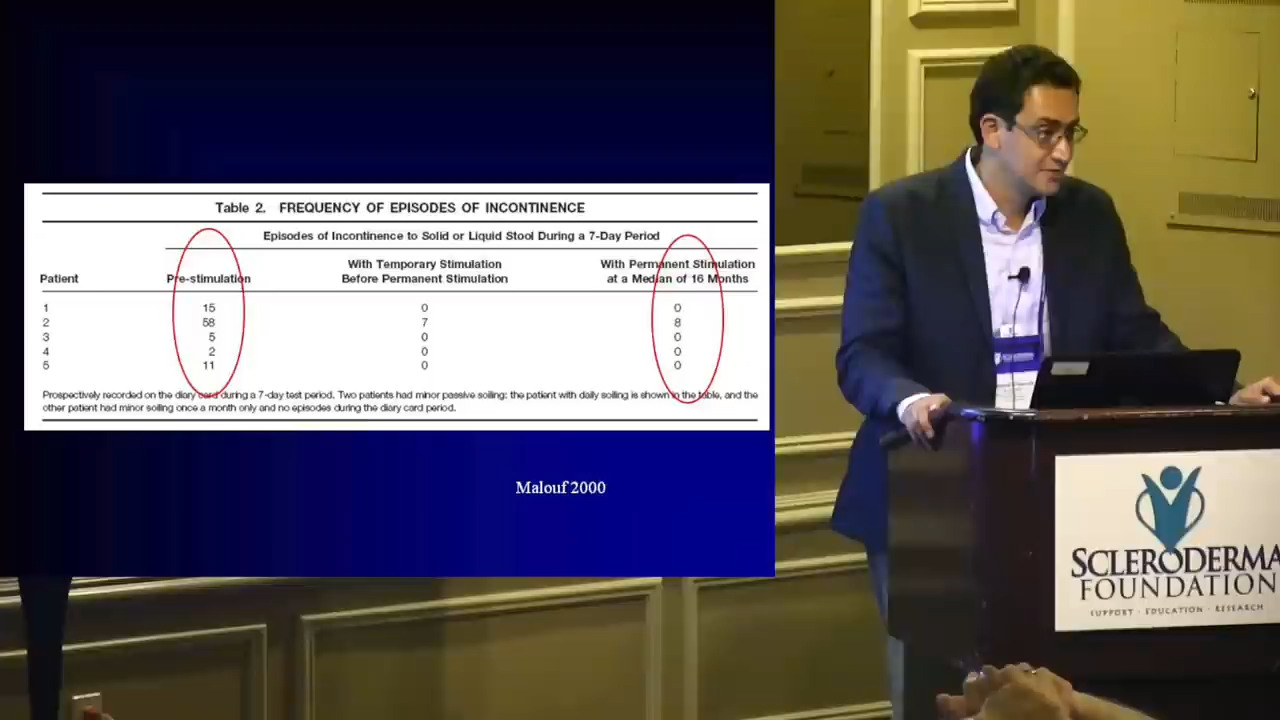 Table 2. FREQUENCY OF EPISODES OF INCONTINENCE
Episodes of Incontinence to Solid or Liquid Stool During a 7-Day Period
Patient
Pre-stimulation
With Temporary Stimulation
Before Permanent Stimulation
With Permanent Stimulation
at a Median of 16 Months
1 15 0 0
2 58 7 8
3 5 0 0
4 2 0 0
5 11 0 0
Prospectively recorded on the diary card during a 7-day test period. Two patients had minor passive soiling: the patient with daily soiling is shown in the table, and the
other patient had minor soiling once a month only and no episodes during the diary card period.
Malouf 2000
SCLERODERMA
FOUNDATION
SUPPORT · EDUCATION · RESEARCH